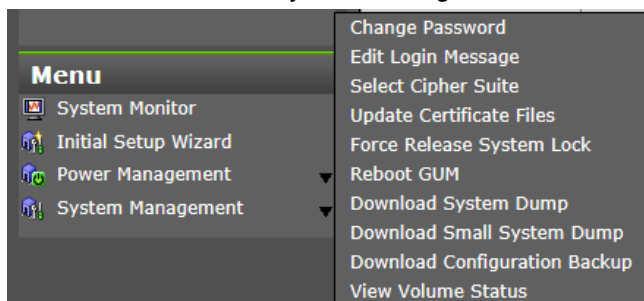 Menu
System Monitor
Initial Setup Wizard
Power Management
System Management
Change Password
Edit Login Message
Select Cipher Suite
Update Certificate Files
Force Release System Lock
Reboot GUM
Download System Dump
Download Small System Dump
Download Configuration Backup
View Volume Status